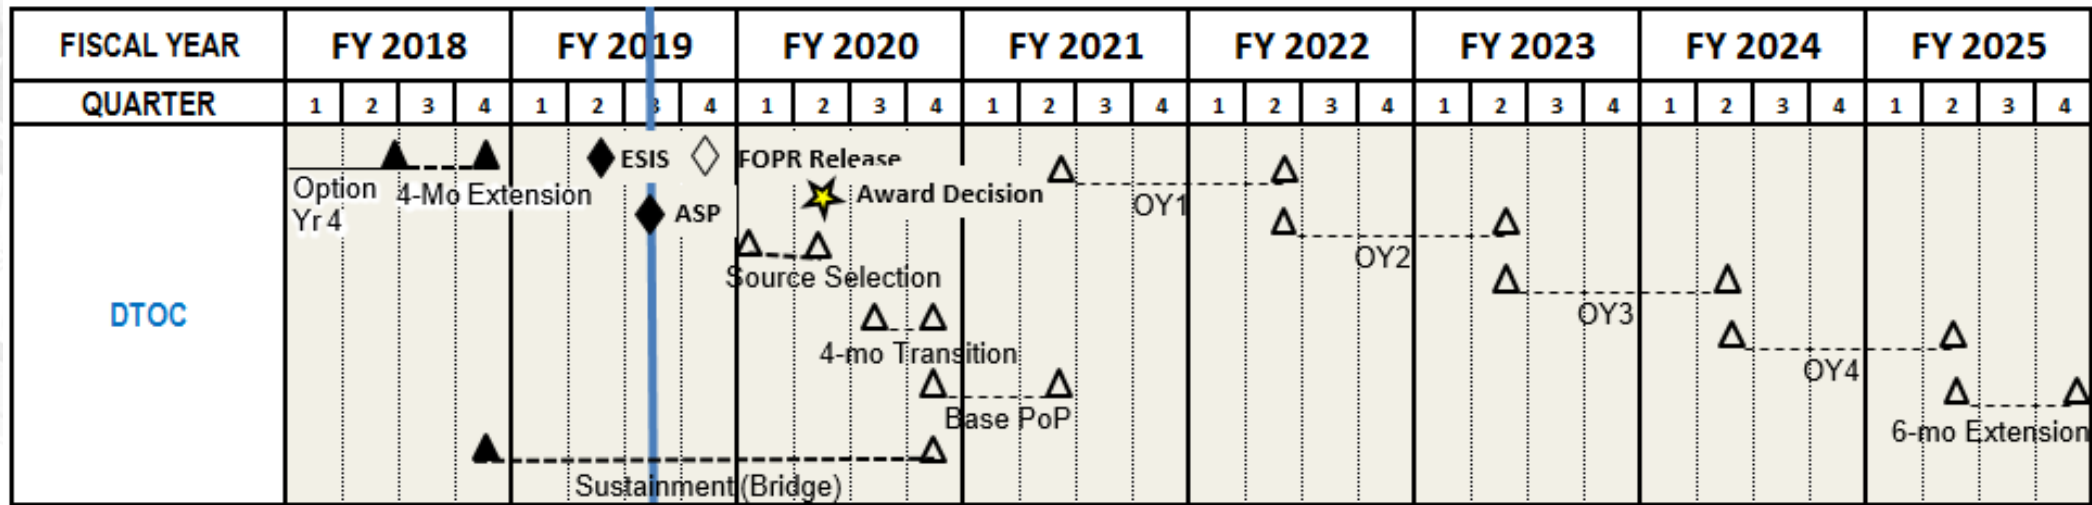 FISCAL YEAR FY 2018 FY 2019 FY 2020 FY 2021 FY 2022 FY 2023 FY 2024 FY 2025
QUARTER 1 2 3 4 1 2 3 4 1 2 3 4 1 2 3 4 1 2 3 4 1 2 3 4 1 2 3 4 1 2 3 4
DTOC
Option
Yr 4
4-Mo Extension
ESIS
FOPR Release
ASP
Award Decision
Source Selection
4-mo Transition
Base PoP
Sustainment (Bridge)
OY1
OY2
OY3
OY4
6-mo Extension